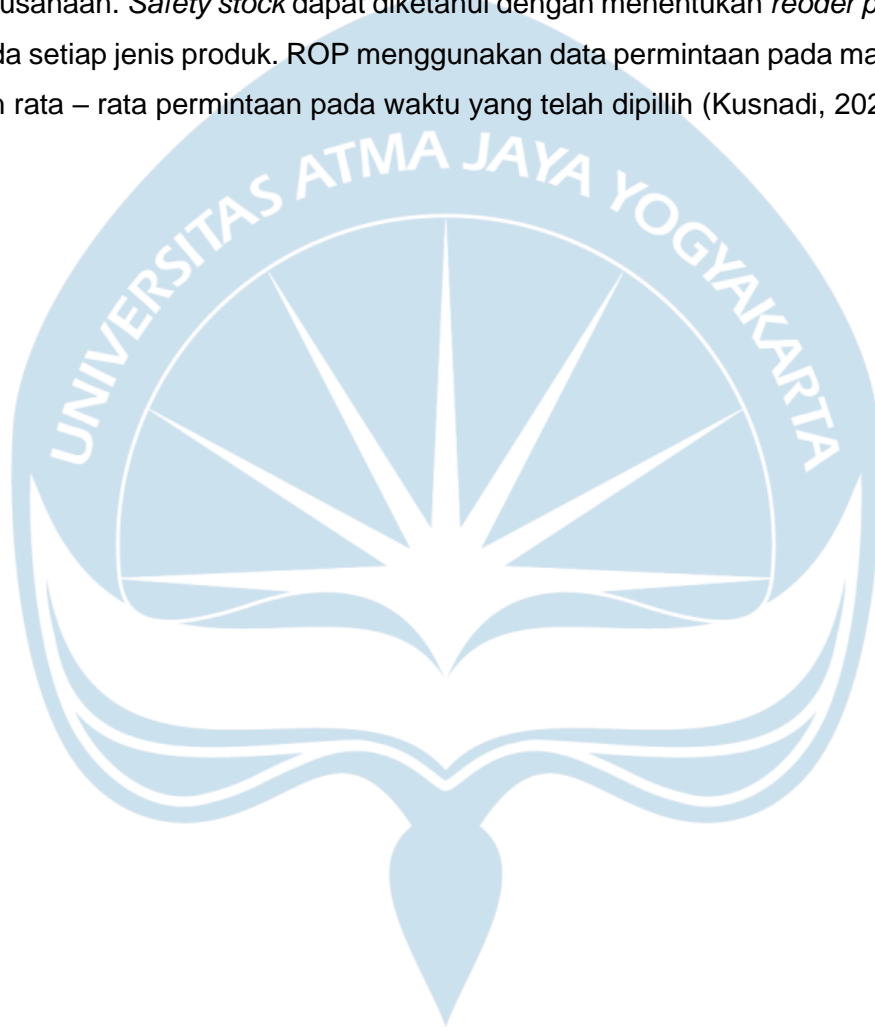 usahaan. Safety stock dapat diketahui dengan menentukan reoder p
da setiap jenis produk. ROP menggunakan data permintaan pada ma
n rata – rata permintaan pada waktu yang telah dipillih (Kusnadi, 202
UNIVERSITAS ATMA JAYA YOGYAKARTA